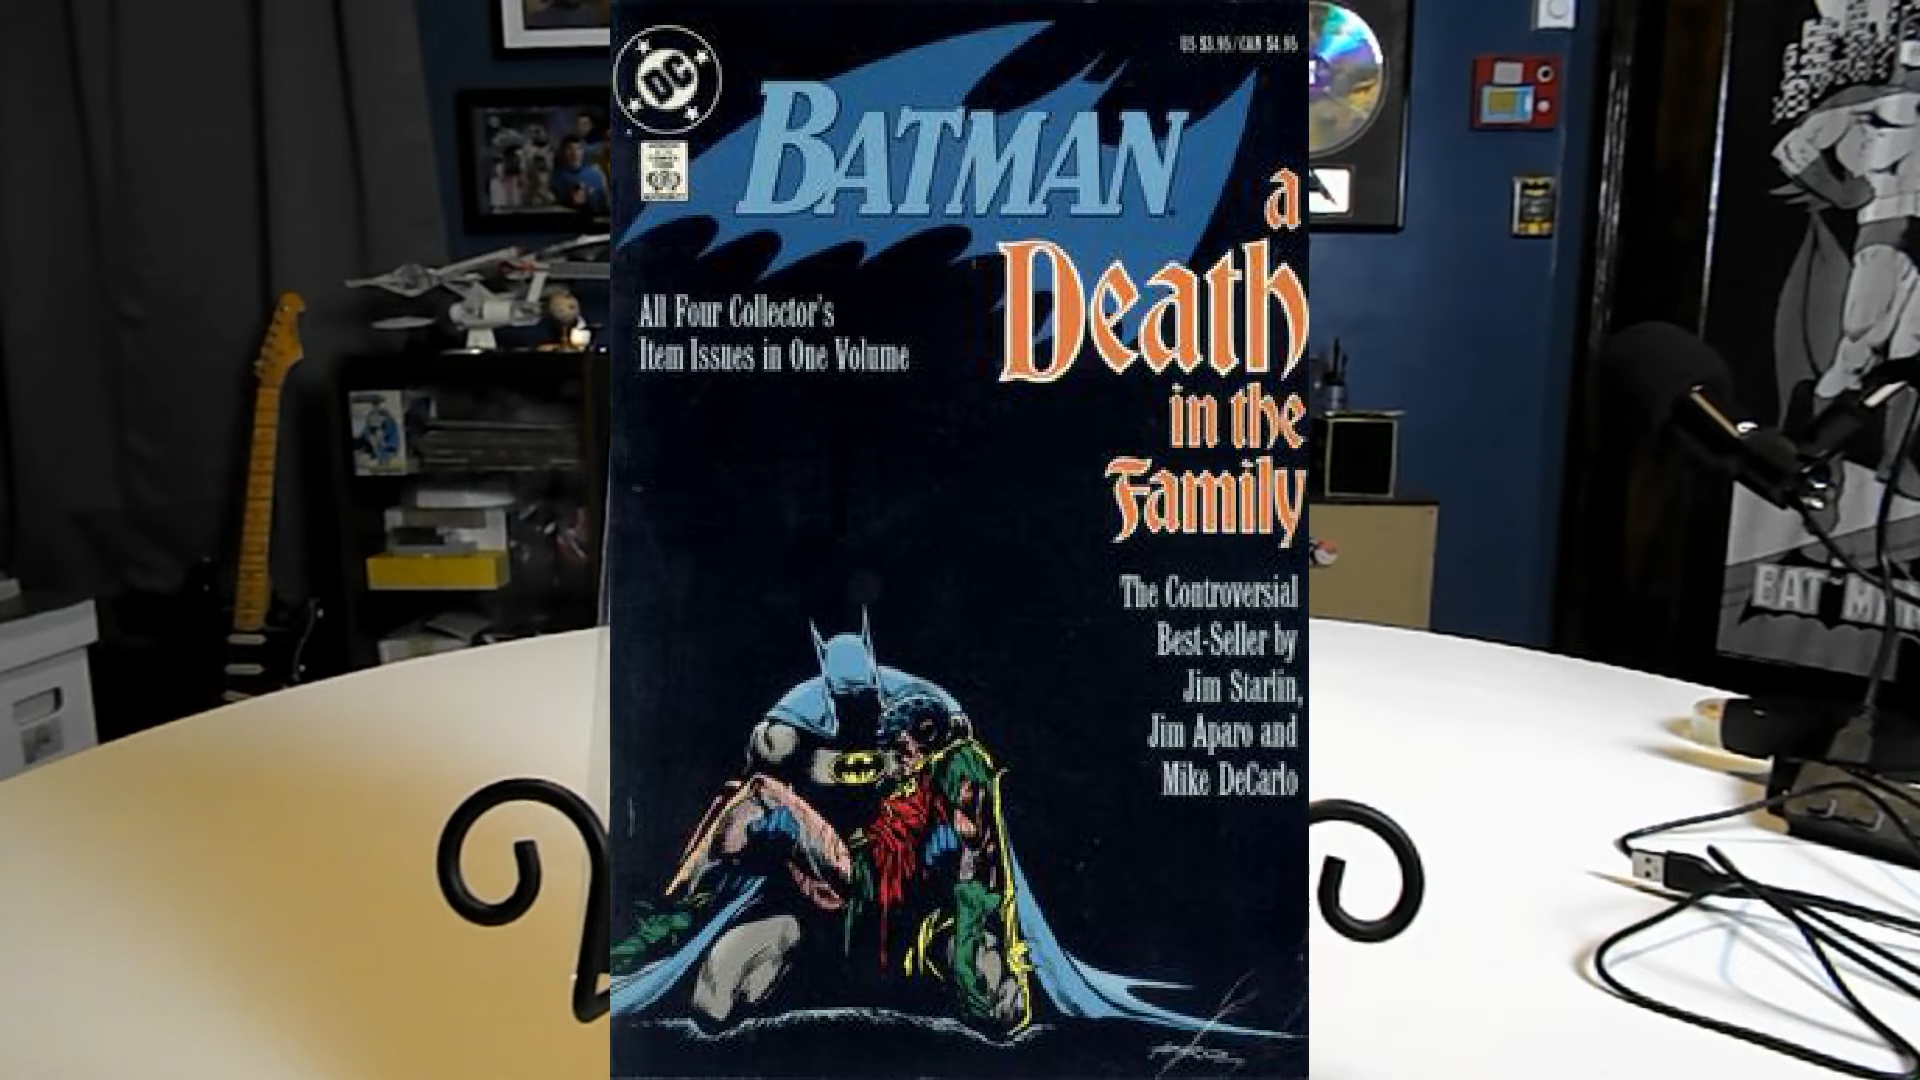 DC
US $3.95/CAN $4.95
BATMAN
a
Death
in the
Family
All Four Collector's
Item Issues in One Volume
The Controversial
Best-Seller by
Jim Starlin,
Jim Aparo and
Mike DeCarlo